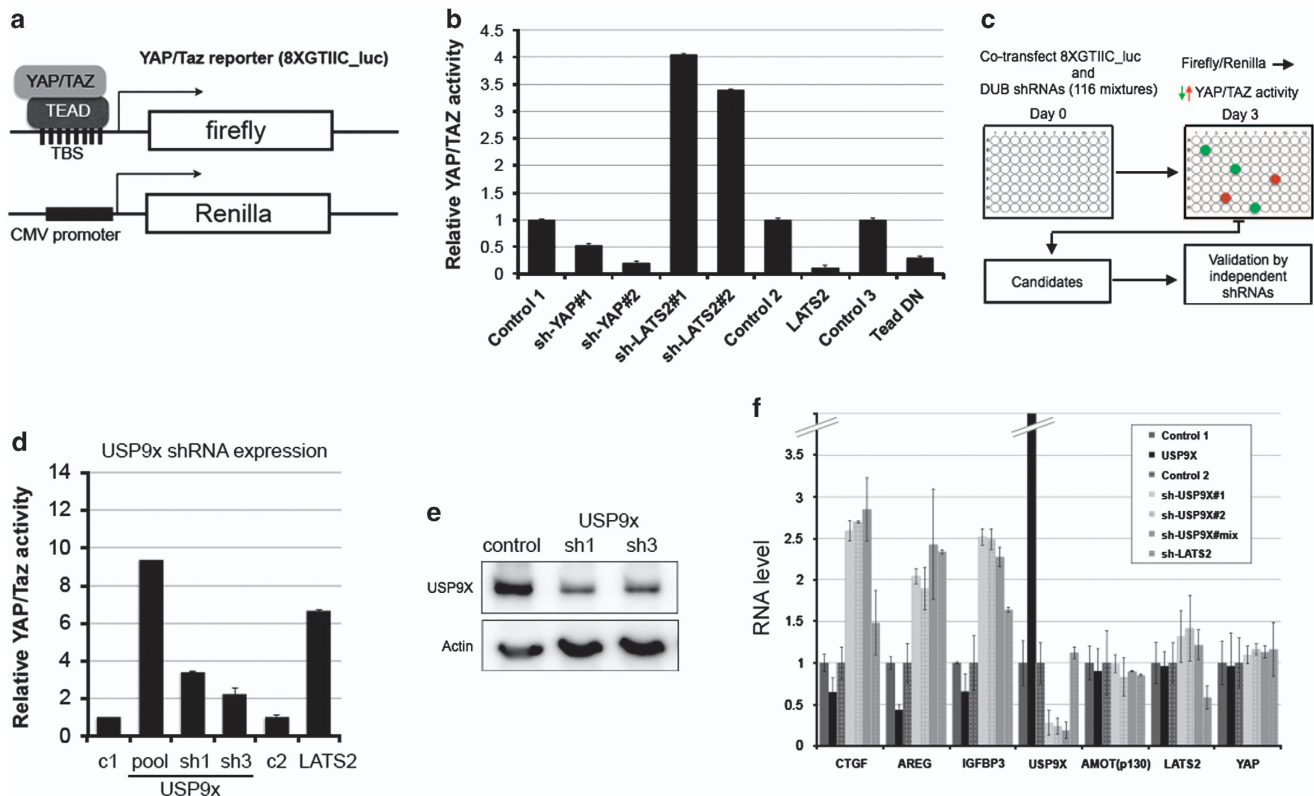 a
YAP/Taz reporter (8XGTIIC_luc)
YAP/TAZ
TEAD
TBS
firefly
CMV promoter
Renilla
b
Relative YAP/TAZ activity
4.5
4
3.5
3
2.5
2
1.5
1
0.5
0
Control 1
sh-YAP#1
sh-YAP#2
sh-LATS2#1
sh-LATS2#2
Control 2
LATS2
Control 3
Tead DN
c
Co-transfect 8XGTIIC_luc
and
DUB shRNAs (116 mixtures)
Day 0
Firefly/Renilla
YAP/TAZ activity
Day 3
Candidates
Validation by
independent
shRNAs
d
USP9x shRNA expression
Relative YAP/Taz activity
14
12
10
8
6
4
2
0
c1
pool
sh1
sh3
c2
LATS2
USP9x
e
USP9x
control
sh1
sh3
USP9X
Actin
f
RNA level
3.5
3
2.5
2
1.5
1
0.5
0
Control 1
USP9X
Control 2
sh-USP9X#1
sh-USP9X#2
sh-USP9X#mix
sh-LATS2
CTGF
AREG
IGFBP3
USP9X
AMOT(p130)
LATS2
YAP